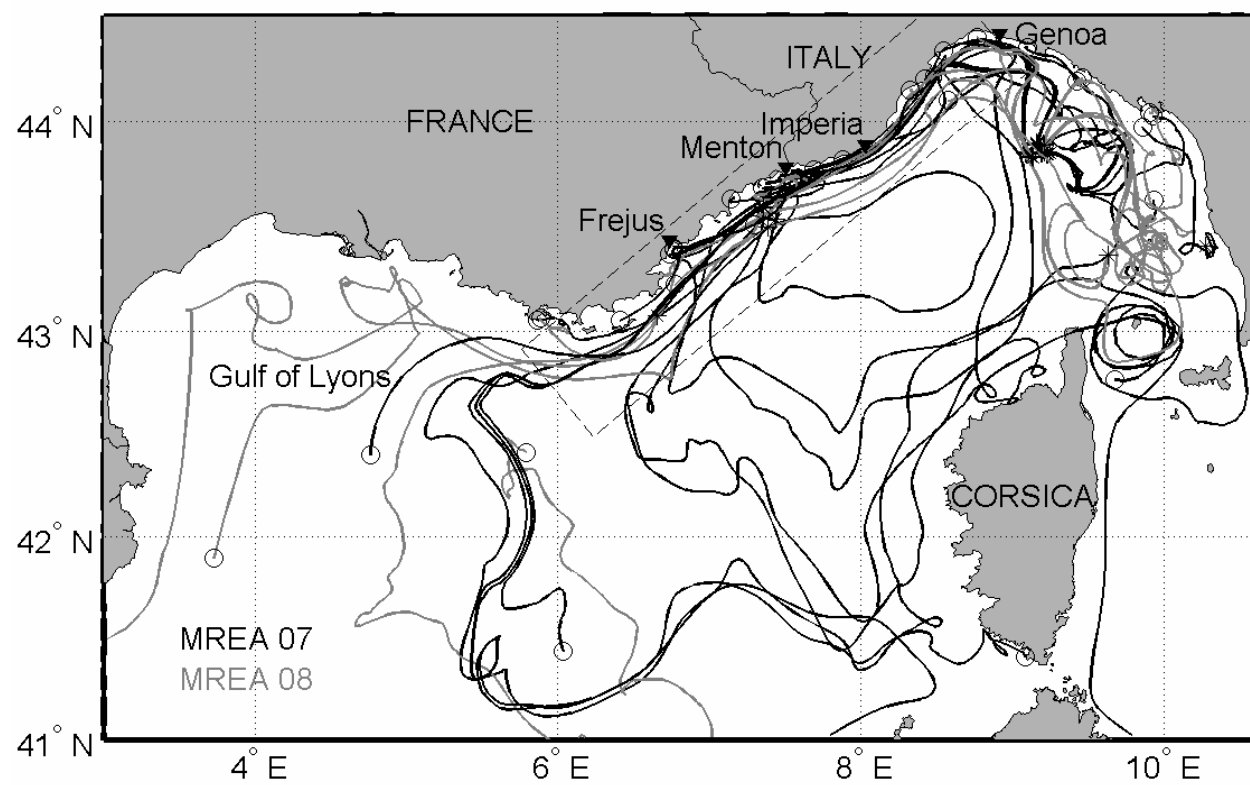 Genoa
ITALY
FRANCE
44° N
Imperia
Menton
Frejus
43° N
Gulf of Lyons
CORSICA
42° N
MREA 07
MREA 08
41° N
4° E
6° E
8° E
10° E